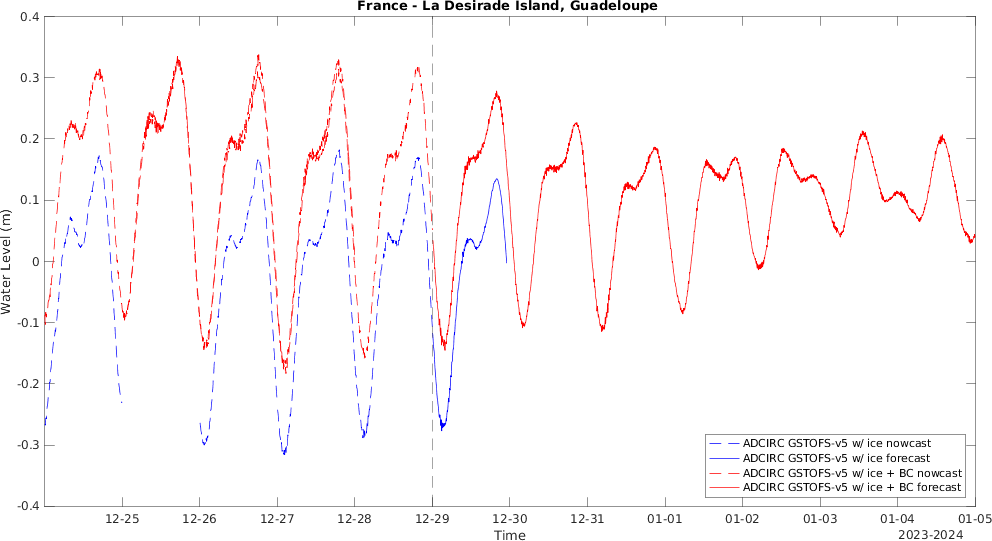 France - La Desirade Island, Guadeloupe
0.4
0.3
0.2
0.1
0
-0.1
-0.2
-0.3
-0.4
Water Level (m)
12-25 12-26 12-27 12-28 12-29 12-30 12-31 01-01 01-02 01-03 01-04 01-05
Time
2023-2024
ADCIRC GSTOFS-v5 w/ ice nowcast
ADCIRC GSTOFS-v5 w/ ice forecast
ADCIRC GSTOFS-v5 w/ ice + BC nowcast
ADCIRC GSTOFS-v5 w/ ice + BC forecast